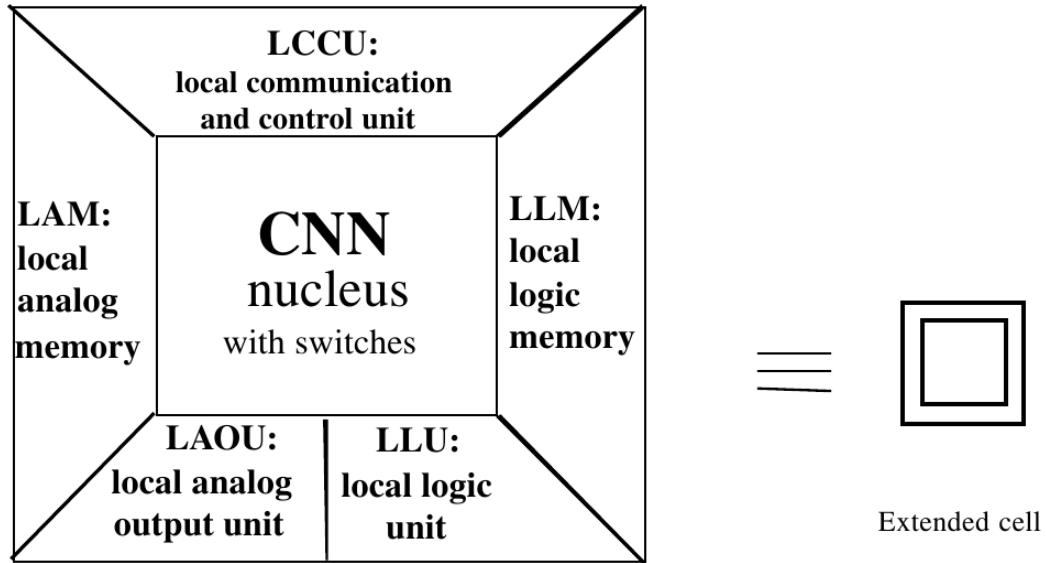 LCCU:
local communication
and control unit
LAM:
local
analog
memory
CNN
nucleus
with switches
LLM:
local
logic
memory
LAOU:
local analog
output unit
LLU:
local logic
unit
Extended cell